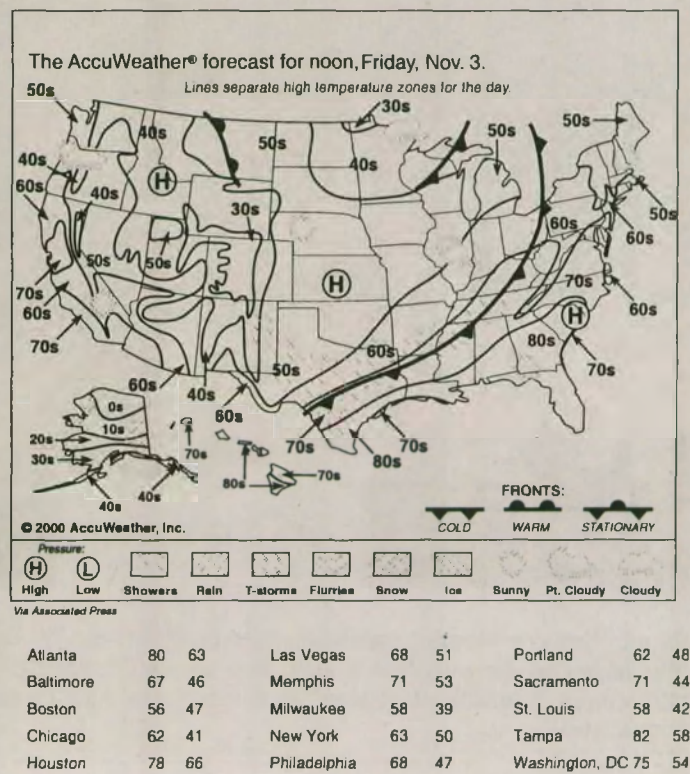 The AccuWeather® forecast for noon, Friday, Nov. 3.
Lines separate high temperature zones for the day.
50s
30s
50s
50s
40s
50s
40s
40s
60s
40s
30s
50s
60s
60s
50s
50s
70s
70s
60s
60s
80s
70s
70s
60s
50s
60s
40s
60s
70s
70s
80s
0s
10s
20s
30s
40s
40s
70s
80s
70s
H
H
H
FRONTS:
COLD WARM STATIONARY
© 2000 AccuWeather, Inc.
Pressure:
H L
High Low Showers Rain T-storms Flurries Snow Ice Sunny Pt. Cloudy Cloudy
Via Associated Press
Atlanta 80 63 Las Vegas 68 51 Portland 62 48
Baltimore 67 46 Memphis 71 53 Sacramento 71 44
Boston 56 47 Milwaukee 58 39 St. Louis 58 42
Chicago 62 41 New York 63 50 Tampa 82 58
Houston 78 66 Philadelphia 68 47 Washington, DC 75 54